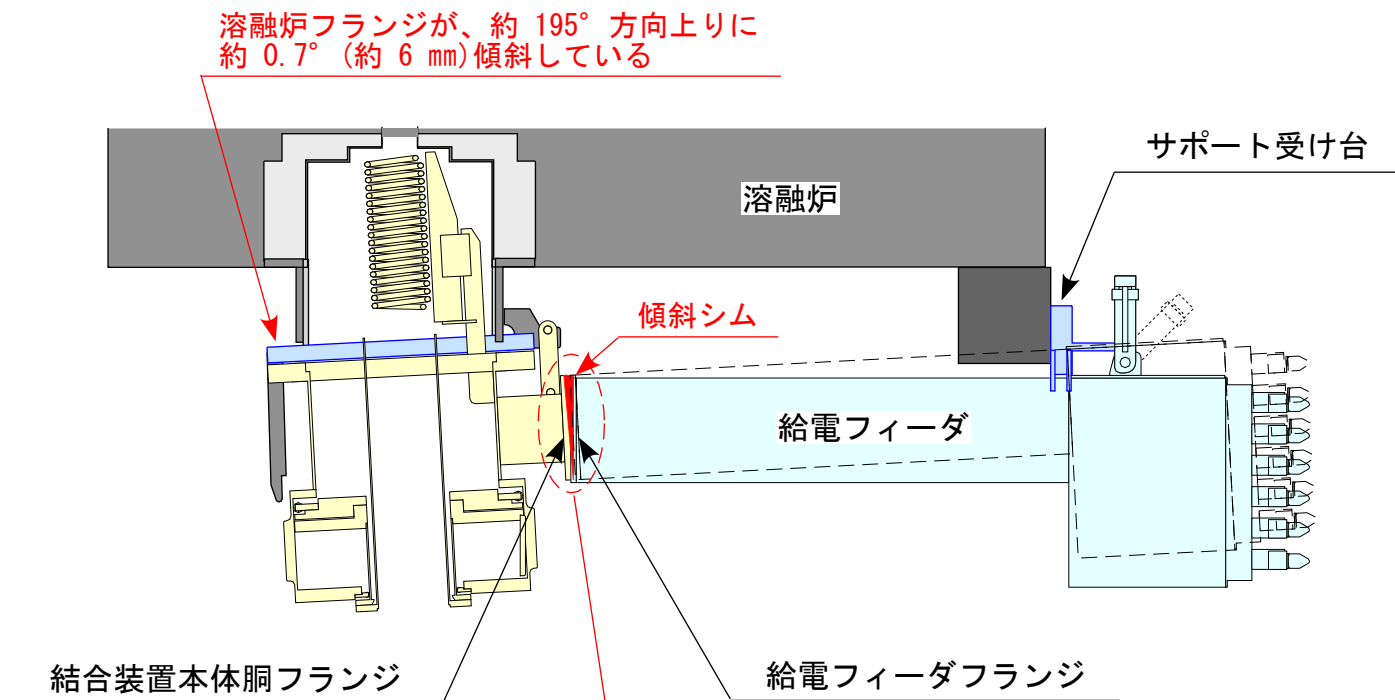 溶融炉フランジが、約 195° 方向上りに
約 0.7° (約 6 mm)傾斜している
サポート受け台
溶融炉
傾斜シム
給電フィーダ
結合装置本体胴フランジ
給電フィーダフランジ